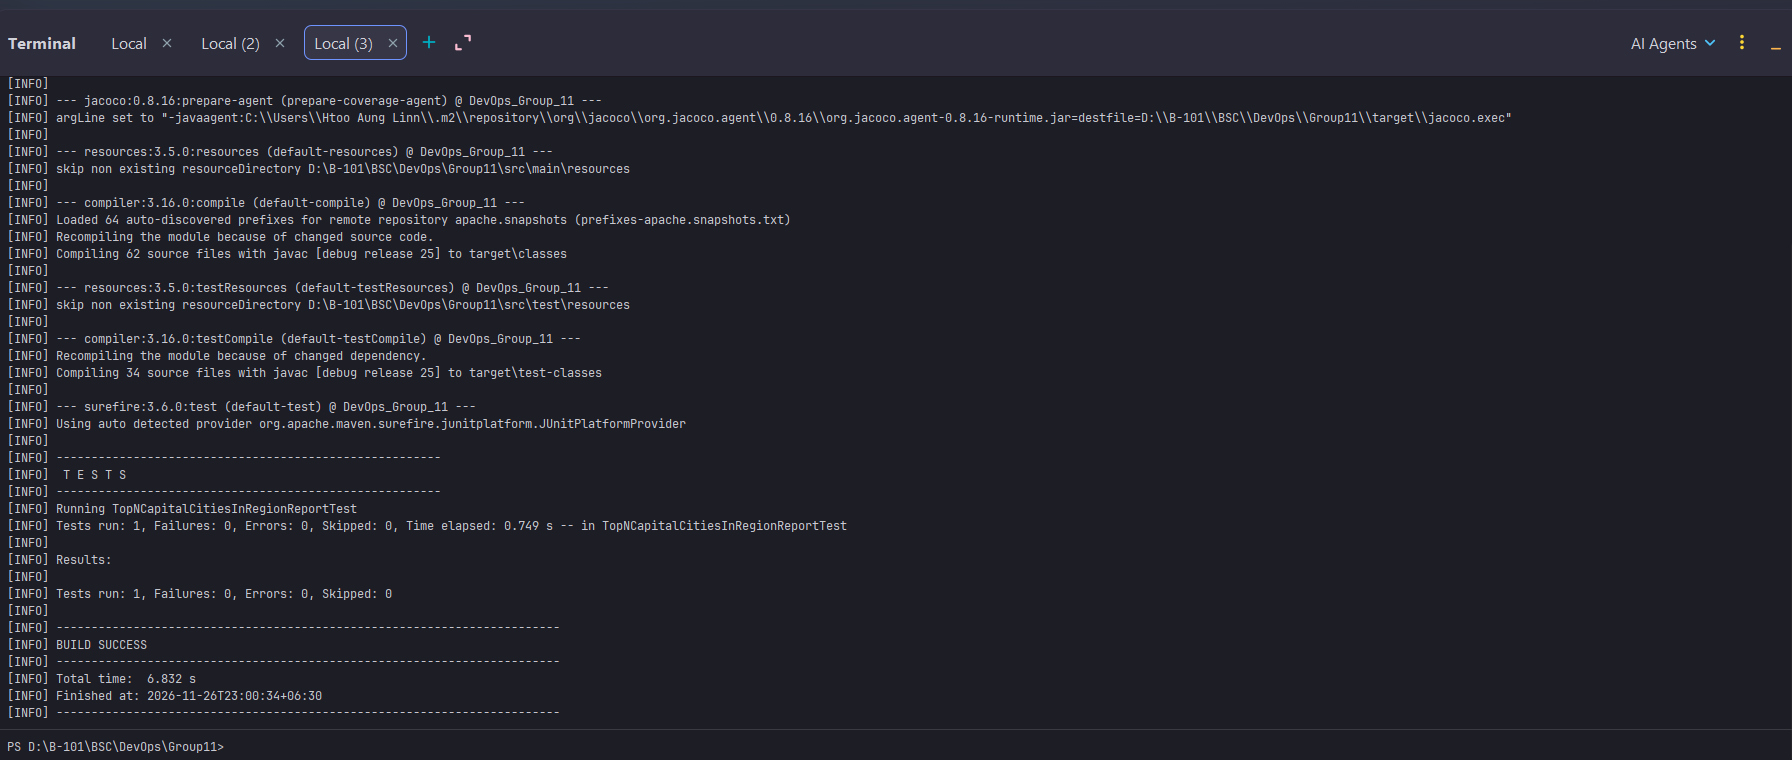 Terminal Local × Local (2) × Local (3) × + AI Agents
[INFO]
[INFO] --- jacoco:0.8.16:prepare-agent (prepare-coverage-agent) @ DevOps_Group_11 ---
[INFO] argLine set to "-javaagent:C:\\Users\\Htoo Aung Linn\\.m2\\repository\\org\\jacoco\\org.jacoco.agent\\0.8.16\\org.jacoco.agent-0.8.16-runtime.jar=destfile=D:\\B-101\\BSC\\DevOps\\Group11\\target\\jacoco.exec"
[INFO]
[INFO] --- resources:3.5.0:resources (default-resources) @ DevOps_Group_11 ---
[INFO] skip non existing resourceDirectory D:\B-101\BSC\DevOps\Group11\src\main\resources
[INFO]
[INFO] --- compiler:3.16.0:compile (default-compile) @ DevOps_Group_11 ---
[INFO] Loaded 64 auto-discovered prefixes for remote repository apache.snapshots (prefixes-apache.snapshots.txt)
[INFO] Recompiling the module because of changed source code.
[INFO] Compiling 62 source files with javac [debug release 25] to target\classes
[INFO]
[INFO] --- resources:3.5.0:testResources (default-testResources) @ DevOps_Group_11 ---
[INFO] skip non existing resourceDirectory D:\B-101\BSC\DevOps\Group11\src\test\resources
[INFO]
[INFO] --- compiler:3.16.0:testCompile (default-testCompile) @ DevOps_Group_11 ---
[INFO] Recompiling the module because of changed dependency.
[INFO] Compiling 34 source files with javac [debug release 25] to target\test-classes
[INFO]
[INFO] --- surefire:3.6.0:test (default-test) @ DevOps_Group_11 ---
[INFO] Using auto detected provider org.apache.maven.surefire.junitplatform.JUnitPlatformProvider
[INFO]
[INFO] -------------------------------------------------------
[INFO]  T E S T S
[INFO] -------------------------------------------------------
[INFO] Running TopNCapitalCitiesInRegionReportTest
[INFO] Tests run: 1, Failures: 0, Errors: 0, Skipped: 0, Time elapsed: 0.749 s -- in TopNCapitalCitiesInRegionReportTest
[INFO]
[INFO] Results:
[INFO]
[INFO] Tests run: 1, Failures: 0, Errors: 0, Skipped: 0
[INFO]
[INFO] ------------------------------------------------------------------------
[INFO] BUILD SUCCESS
[INFO] ------------------------------------------------------------------------
[INFO] Total time:  6.832 s
[INFO] Finished at: 2026-11-26T23:00:34+06:30
[INFO] ------------------------------------------------------------------------
PS D:\B-101\BSC\DevOps\Group11>